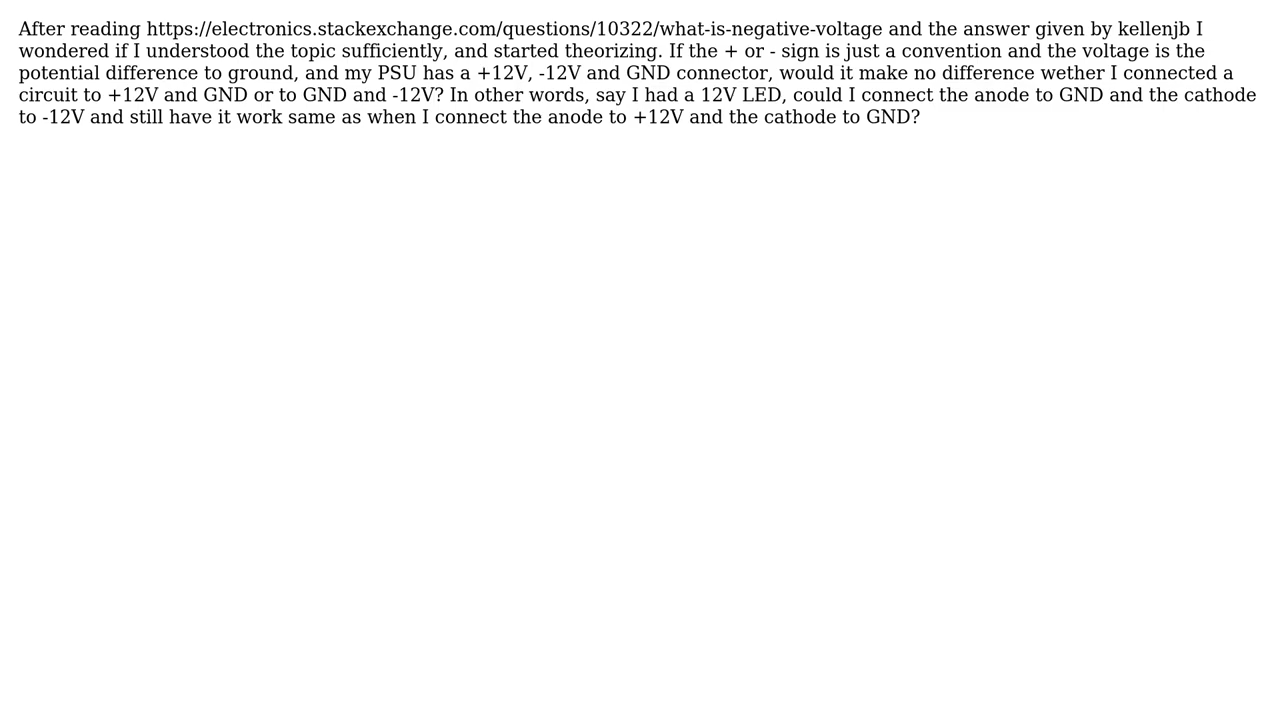 After reading https://electronics.stackexchange.com/questions/10322/what-is-negative-voltage and the answer given by kellenjb I
wondered if I understood the topic sufficiently, and started theorizing. If the + or - sign is just a convention and the voltage is the
potential difference to ground, and my PSU has a +12V, -12V and GND connector, would it make no difference wether I connected a
circuit to +12V and GND or to GND and -12V? In other words, say I had a 12V LED, could I connect the anode to GND and the cathode
to -12V and still have it work same as when I connect the anode to +12V and the cathode to GND?